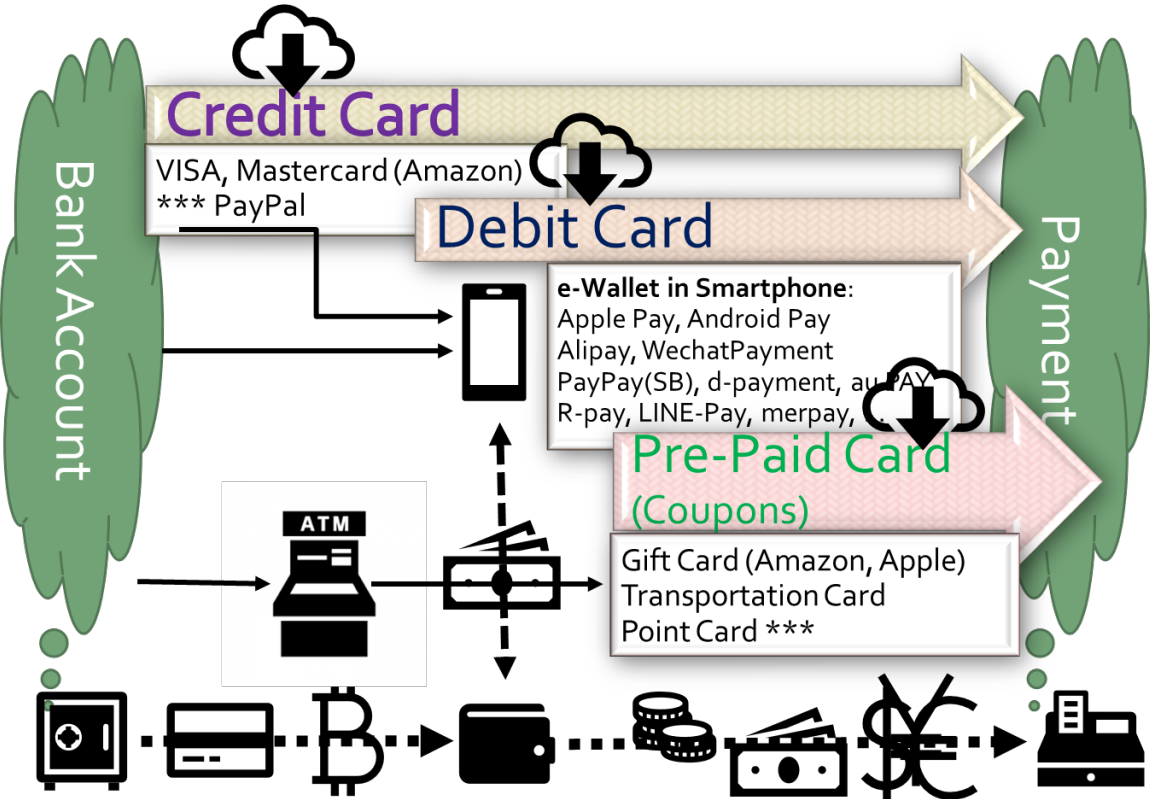 Bank Account
Credit Card
VISA, Mastercard (Amazon)
*** PayPal
Debit Card
e-Wallet in Smartphone:
Apple Pay, Android Pay
Alipay, WechatPayment
PayPay(SB), d-payment, au PAY
R-pay, LINE-Pay, merpay,
Pre-Paid Card
(Coupons)
Gift Card (Amazon, Apple)
Transportation Card
Point Card ***
Payment
ATM